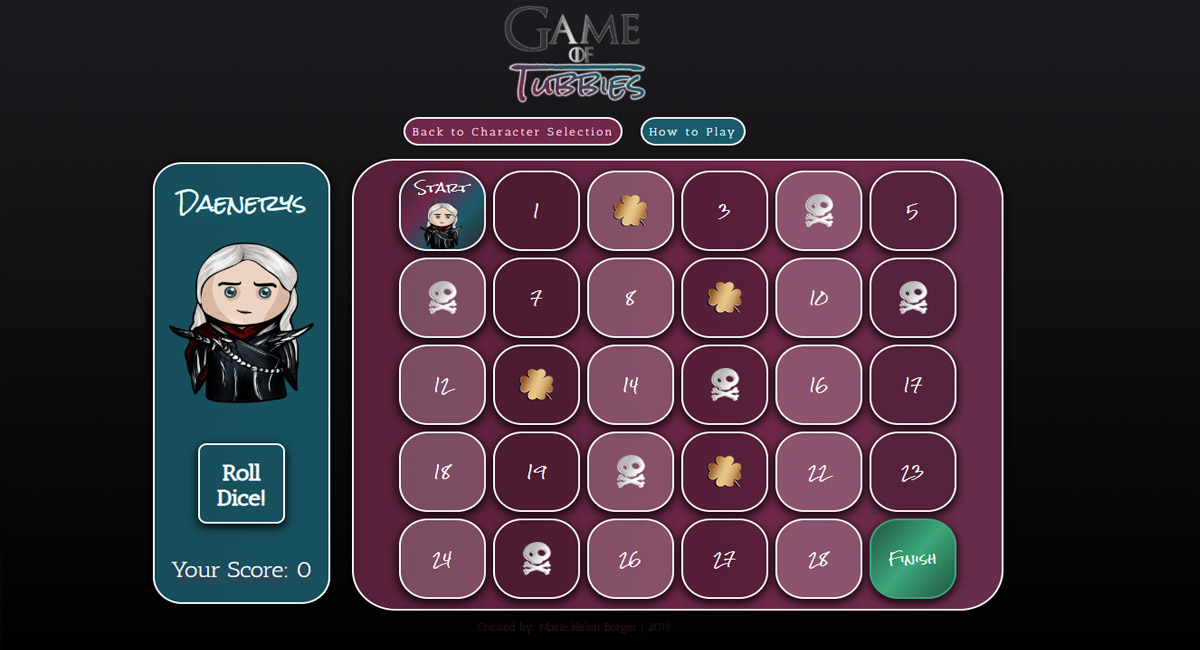 GAME
OF
TUBBIES
Back to Character Selection
How to Play
DAENERYS
Roll
Dice!
Your Score: 0
START
1
3
5
7
8
10
12
14
16
17
18
19
22
23
24
26
27
28
FINISH
Created by: Marie Helen Berger | 2019